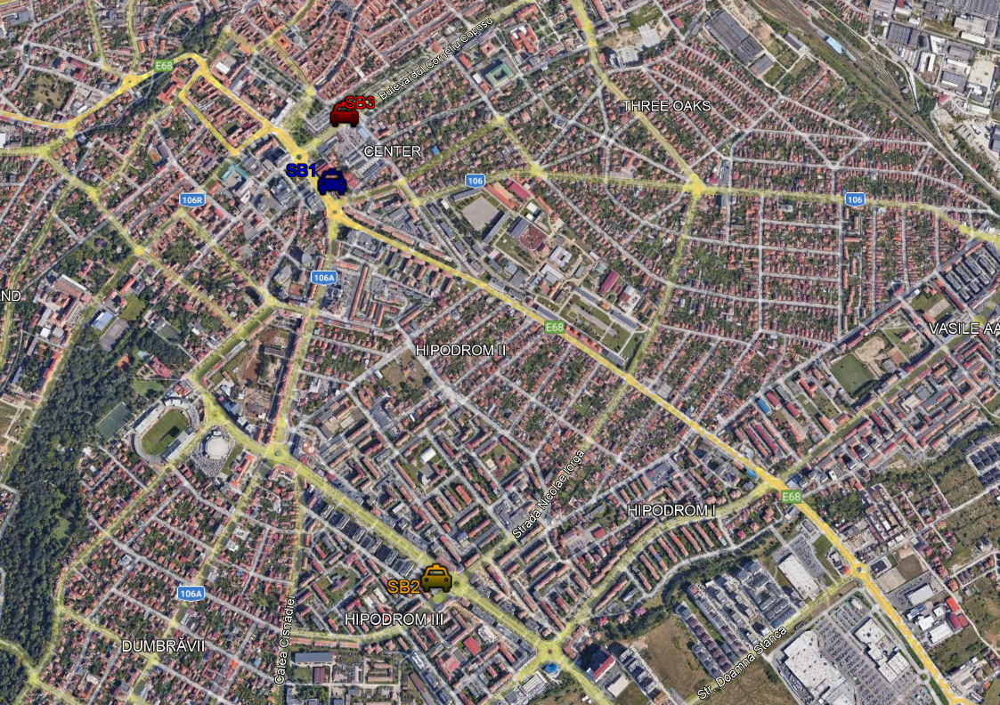 Bulevardul Corneliu Coposu
E68
SB3
THREE OAKS
CENTER
SB1
106
106R
106
106A
ND
E68
VASILE AA
HIPODROM II
Strada Nicolae Iorga
E68
HIPODROM I
SB2
106A
HIPODROM III
Calea Cisnădiei
DUMBRĂVII
Str. Doamna Stanca